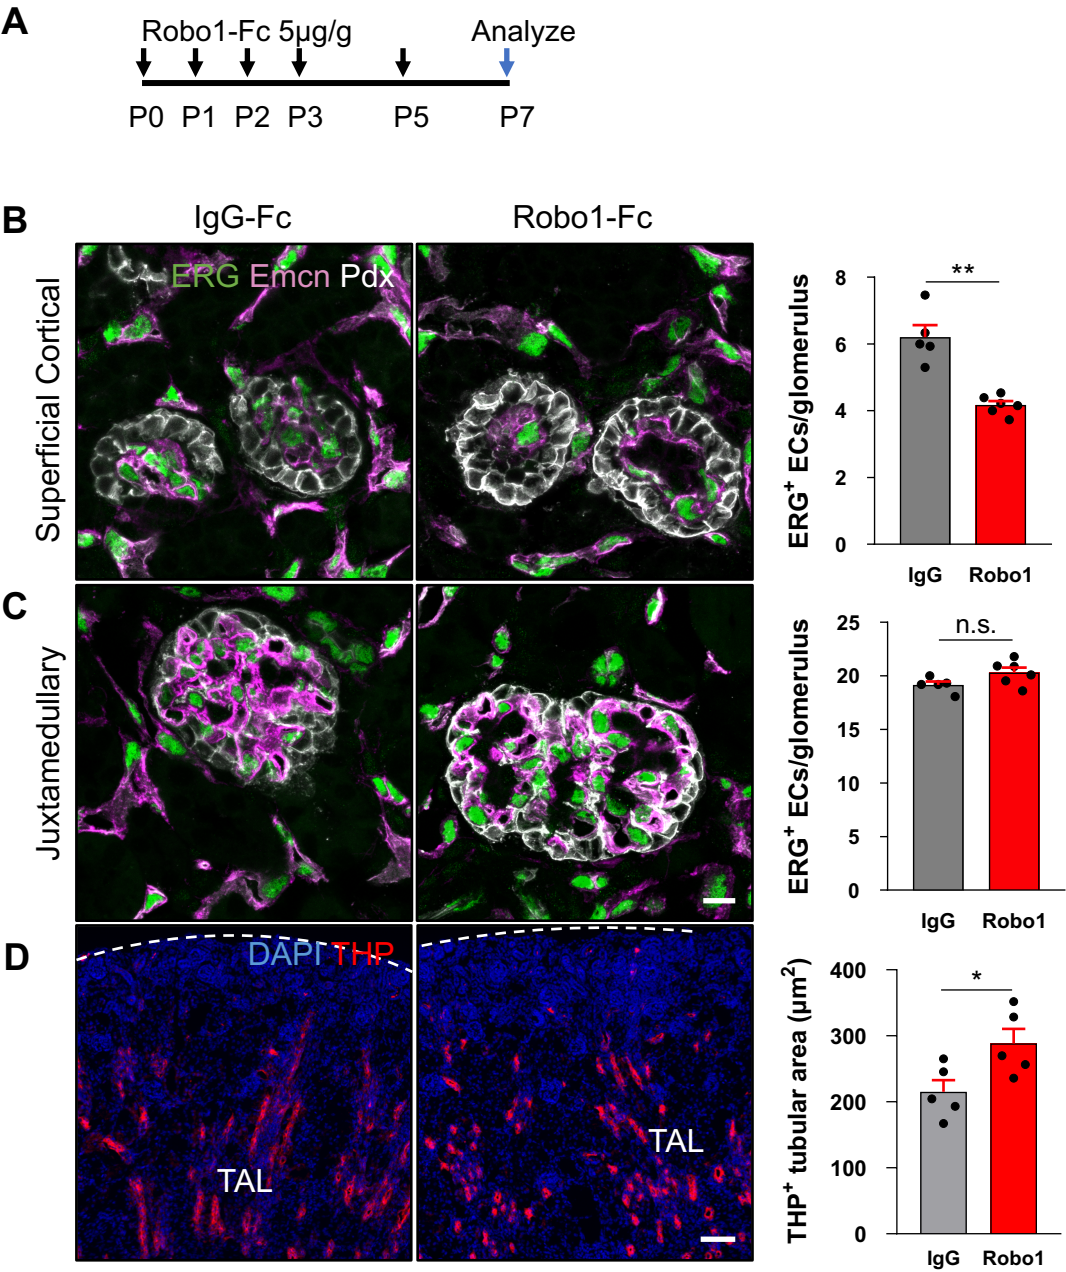 A
Robo1-Fc 5µg/g
Analyze
P0 P1 P2 P3 P5 P7
B
IgG-Fc
Robo1-Fc
Superficial Cortical
ERG Emcn Pdx
ERG⁺ ECs/glomerulus
8
6
4
2
0
**
IgG Robo1
C
Juxtamedullary
ERG⁺ ECs/glomerulus
25
20
15
10
5
0
n.s.
IgG Robo1
D
DAPI THP
TAL
TAL
THP⁺ tubular area (µm²)
400
300
200
100
0
*
IgG Robo1